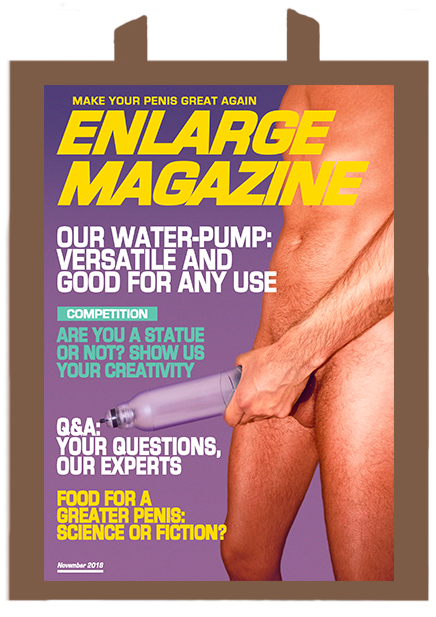 MAKE YOUR PENIS GREAT AGAIN
ENLARGE
MAGAZINE
OUR WATER-PUMP:
VERSATILE AND
GOOD FOR ANY USE
COMPETITION
ARE YOU A STATUE
OR NOT? SHOW US
YOUR CREATIVITY
Q&A:
YOUR QUESTIONS,
OUR EXPERTS
FOOD FOR A
GREATER PENIS:
SCIENCE OR FICTION?
November 2018